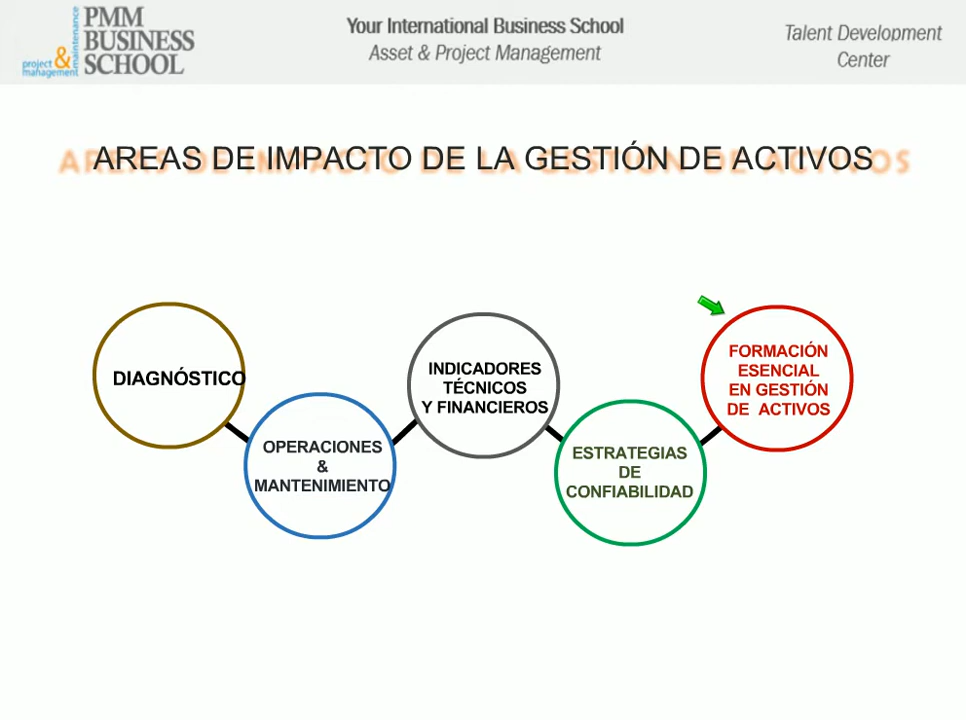 project
& maintenance
management
PMM
BUSINESS
SCHOOL
Your International Business School
Asset & Project Management
Talent Development
Center
AREAS DE IMPACTO DE LA GESTIÓN DE ACTIVOS
DIAGNÓSTICO
OPERACIONES
&
MANTENIMIENTO
INDICADORES
TÉCNICOS
Y FINANCIEROS
ESTRATEGIAS
DE
CONFIABILIDAD
FORMACIÓN
ESENCIAL
EN GESTIÓN
DE ACTIVOS